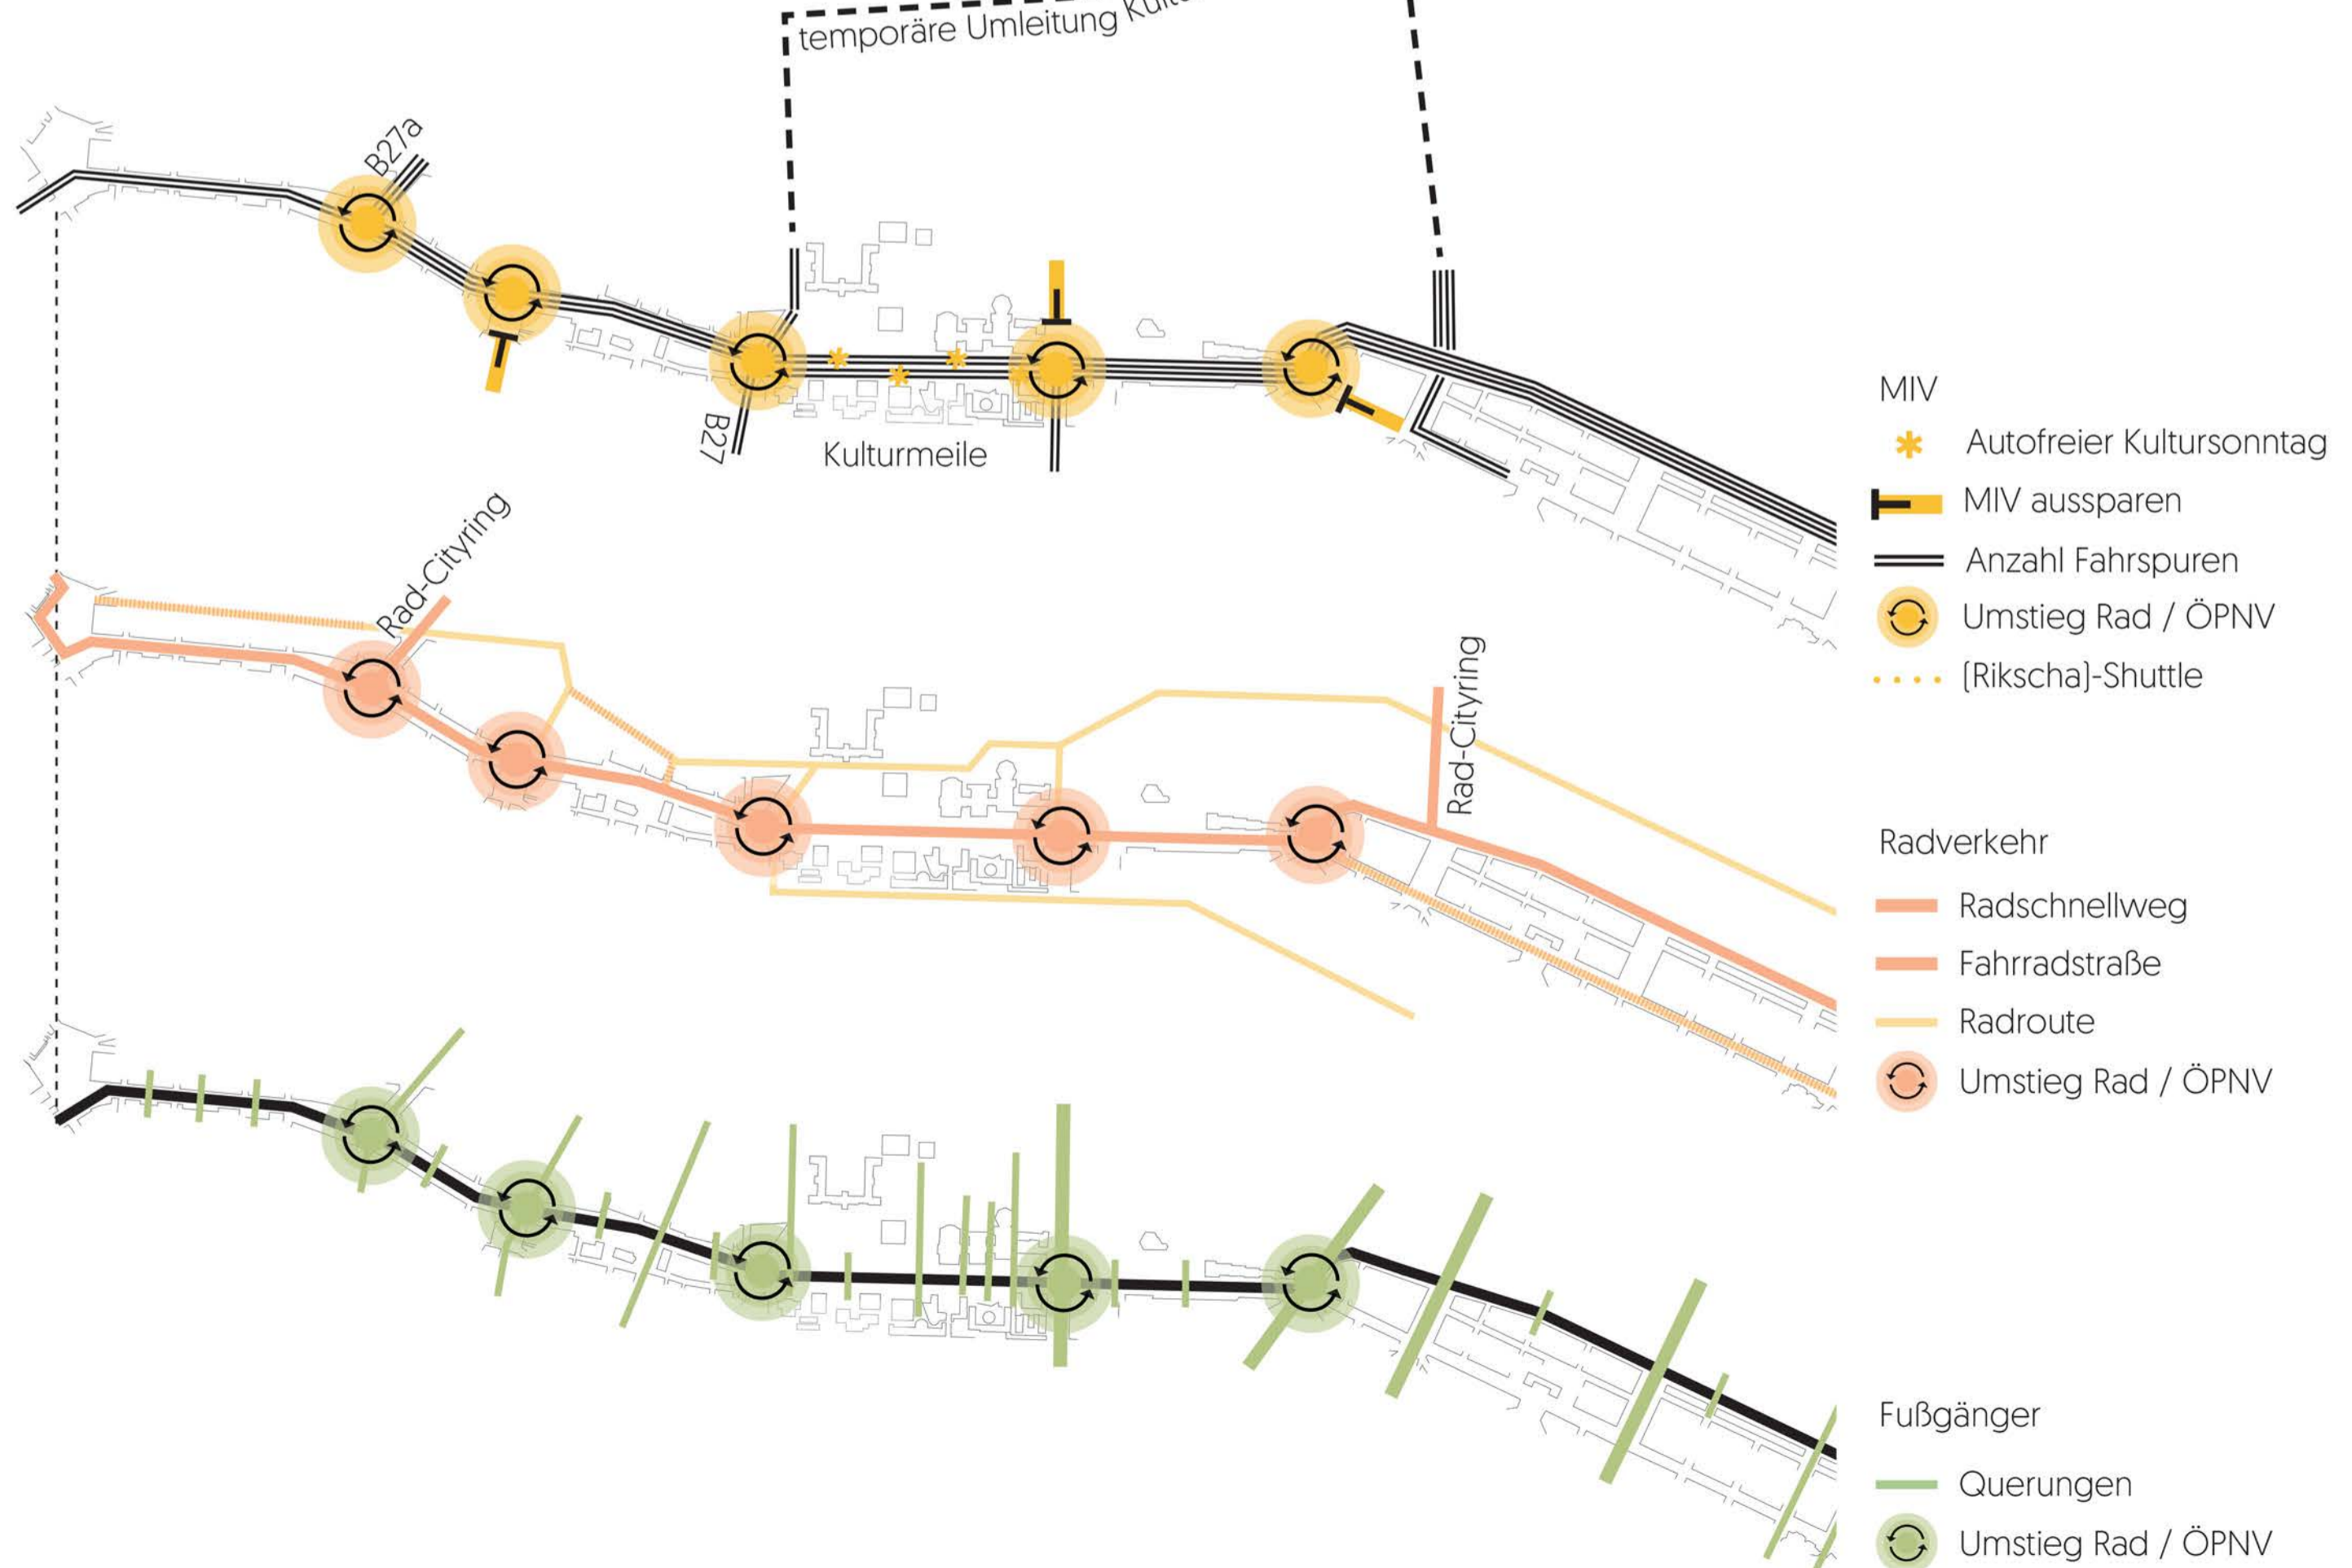 temporäre Umleitung
B27a
B27
Kulturmeile
MIV
Autofreier Kultursonntag
MIV aussparen
Anzahl Fahrspuren
Umstieg Rad / ÖPNV
(Rikscha)-Shuttle
Rad-Cityring
Rad-Cityring
Radverkehr
Radschnellweg
Fahrradstraße
Radroute
Umstieg Rad / ÖPNV
Fußgänger
Querungen
Umstieg Rad / ÖPNV